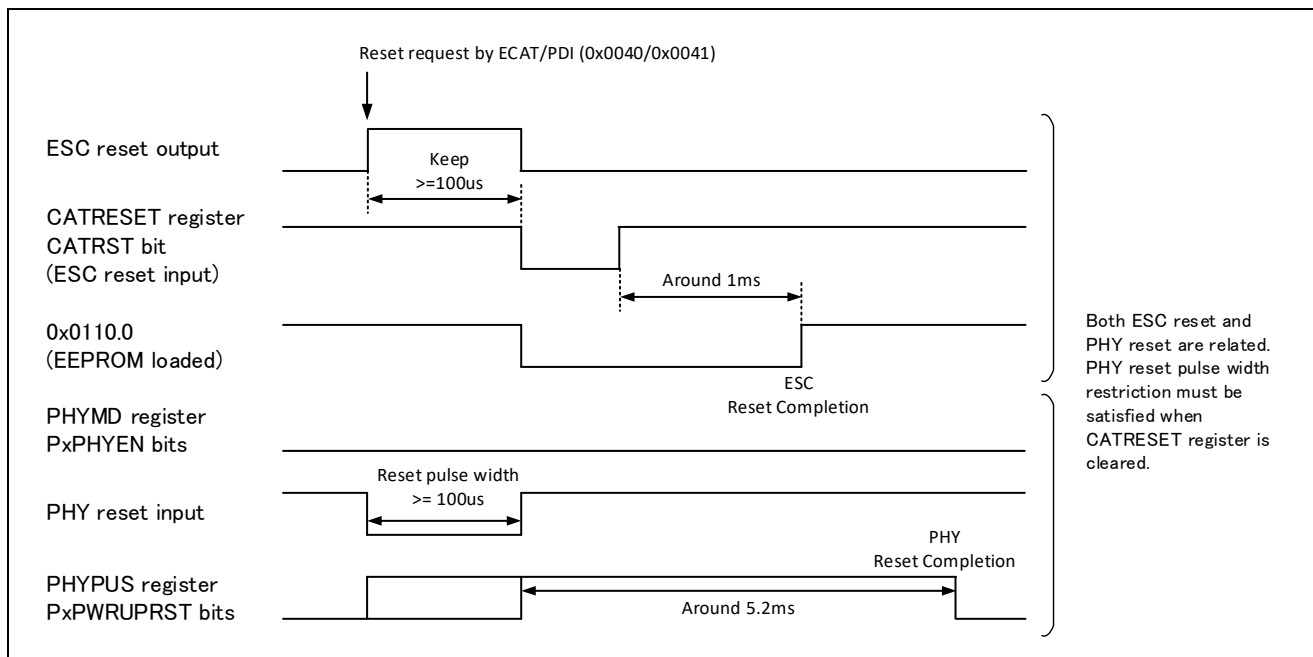 Reset request by ECAT/PDI (0x0040/0x0041)
ESC reset output
Keep
>=100us
CATRESET register
CATRST bit
(ESC reset input)
Around 1ms
0x0110.0
(EEPROM loaded)
ESC
Reset Completion
Both ESC reset and
PHY reset are related.
PHY reset pulse width
restriction must be
satisfied when
CATRESET register is
cleared.
PHYMD register
PxPHYEN bits
Reset pulse width
>= 100us
PHY reset input
PHY
Reset Completion
PHYPUS register
PxPWRUPRST bits
Around 5.2ms